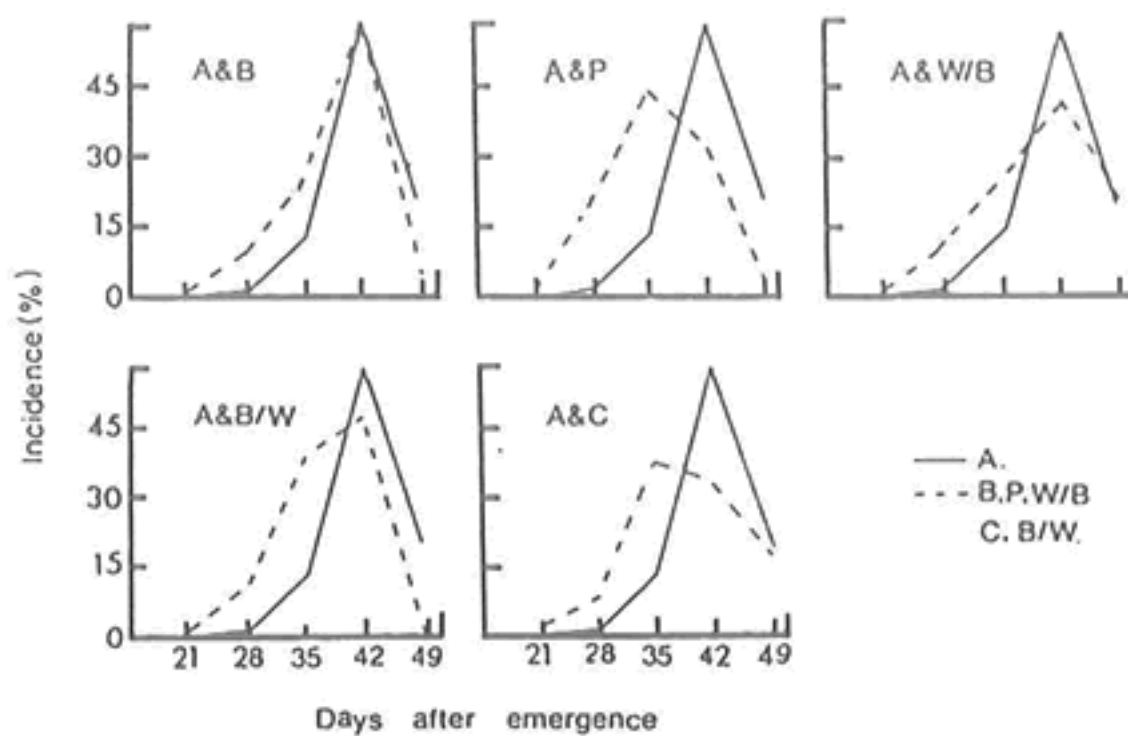 A&B
A&P
A&W/B
45
30
15
0
Incidence (%)
A&B/W
A&C
45
30
15
0
21 28 35 42 49
21 28 35 42 49
A.
B.P.W/B
C. B/W.
Days after emergence